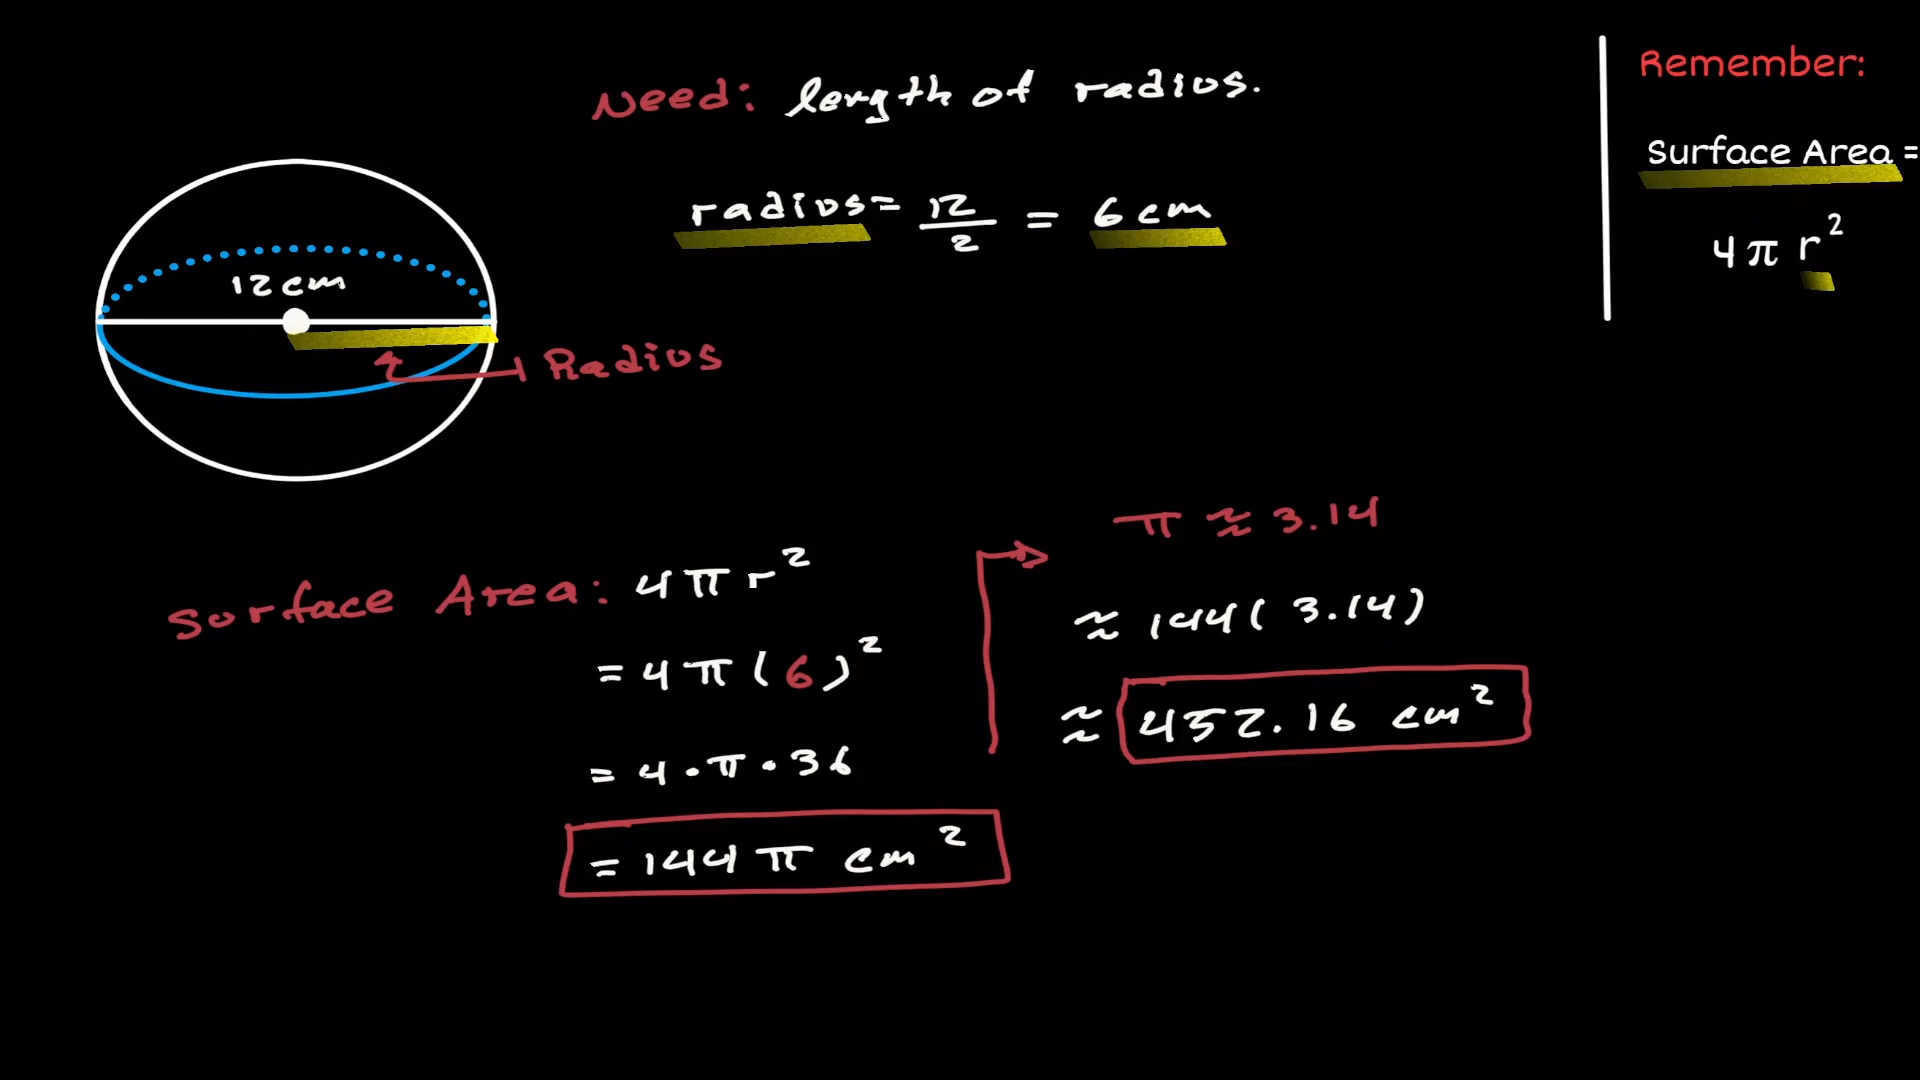 Need: length of radius.
radius = 12/2 = 6 cm
12 cm
Radius
Remember:
Surface Area =
4 π r²
Surface Area: 4 π r²
= 4 π (6)²
= 4 · π · 36
= 144 π cm²
π ≈ 3.14
≈ 144 (3.14)
≈ 452.16 cm²